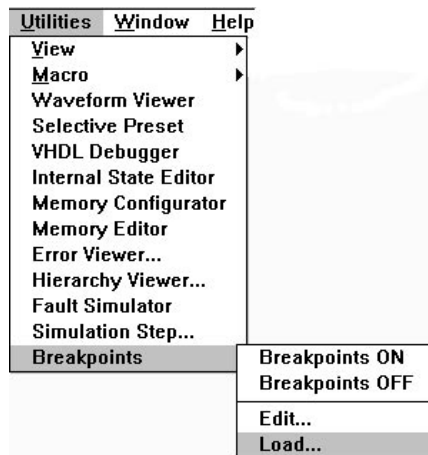 Utilities Window Help
View
Macro
Waveform Viewer
Selective Preset
VHDL Debugger
Internal State Editor
Memory Configurator
Memory Editor
Error Viewer...
Hierarchy Viewer...
Fault Simulator
Simulation Step...
Breakpoints
Breakpoints ON
Breakpoints OFF
Edit...
Load...